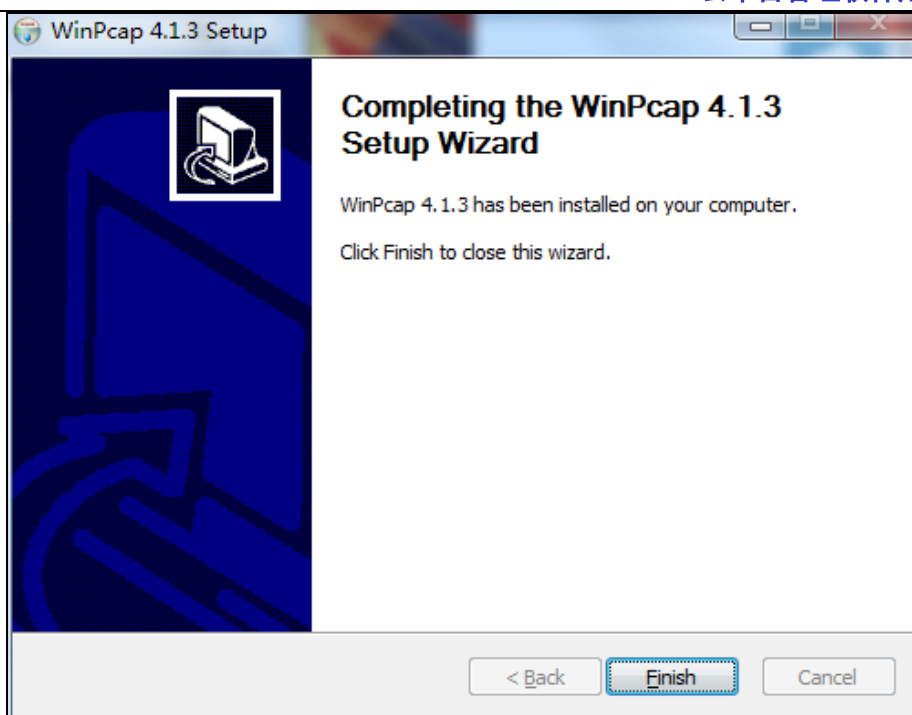 WinPcap 4.1.3 Setup
Completing the WinPcap 4.1.3
Setup Wizard
WinPcap 4.1.3 has been installed on your computer.
Click Finish to close this wizard.
< Back
Finish
Cancel